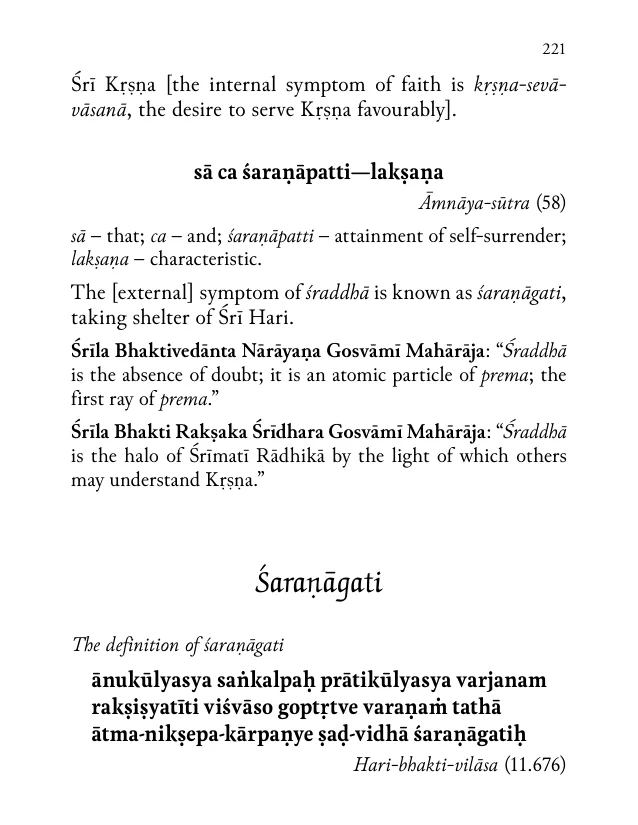 221
Śrī Kṛṣṇa [the internal symptom of faith is kṛṣṇa-sevā-
vāsanā, the desire to serve Kṛṣṇa favourably].
sā ca śaraṇāpatti—lakṣaṇa
Āmnāya-sūtra (58)
sā – that; ca – and; śaraṇāpatti – attainment of self-surrender;
lakṣaṇa – characteristic.
The [external] symptom of śraddhā is known as śaraṇāgati,
taking shelter of Śrī Hari.
Śrīla Bhaktivedānta Nārāyaṇa Gosvāmī Mahārāja: “Śraddhā
is the absence of doubt; it is an atomic particle of prema; the
first ray of prema.”
Śrīla Bhakti Rakṣaka Śrīdhara Gosvāmī Mahārāja: “Śraddhā
is the halo of Śrīmatī Rādhikā by the light of which others
may understand Kṛṣṇa.”
Śaraṇāgati
The definition of śaraṇāgati
ānukūlyasya saṅkalpaḥ prātikūlyasya varjanam
rakṣiṣyatīti viśvāso goptṛtve varaṇaṁ tathā
ātma-nikṣepa-kārpaṇye ṣaḍ-vidhā śaraṇāgatiḥ
Hari-bhakti-vilāsa (11.676)